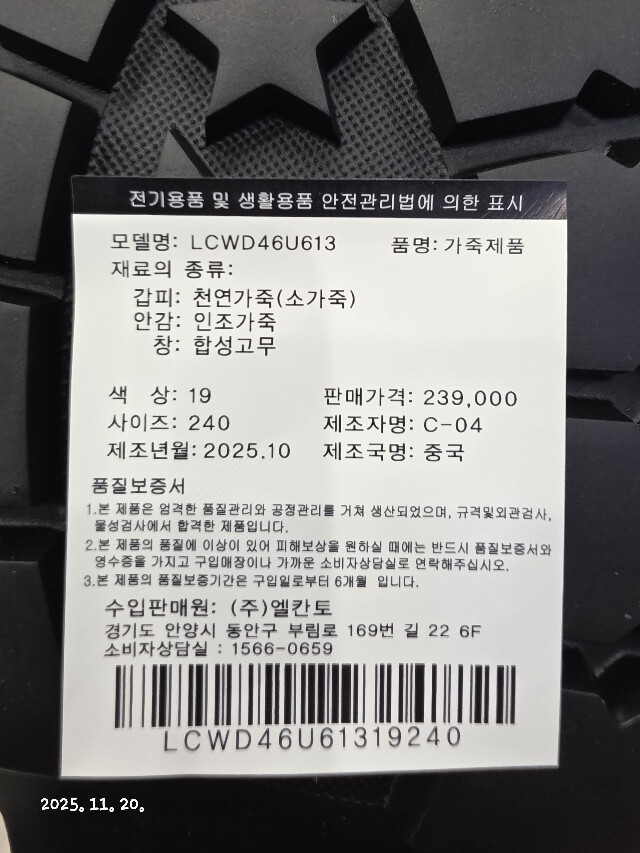 전기용품 및 생활용품 안전관리법에 의한 표시
모델명: LCWD46U613 품명: 가죽제품
재료의 종류:
갑피: 천연가죽(소가죽)
안감: 인조가죽
창: 합성고무
색 상: 19 판매가격: 239,000
사이즈: 240 제조자명: C-04
제조년월: 2025.10 제조국명: 중국
품질보증서
1.본 제품은 엄격한 품질관리와 공정관리를 거쳐 생산되었으며, 규격및외관검사,
물성검사에서 합격한 제품입니다.
2.본 제품의 품질에 이상이 있어 피해보상을 원하실 때에는 반드시 품질보증서와
영수증을 가지고 구입매장이나 가까운 소비자상담실로 연락해주십시오.
3.본 제품의 품질보증기간은 구입일로부터 6개월 입니다.
수입판매원: (주)엘칸토
경기도 안양시 동안구 부림로 169번 길 22 6F
소비자상담실 : 1566-0659
LCWD46U61319240
2025. 11. 20.